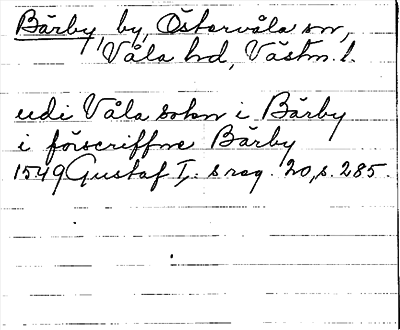 Bärby by, Östervåla sn,
Våla hd, Västm. l.
udi Våla sokn i Bärby
i förscriffne Bärby
1549 Gustaf I:s reg. 20, s. 285.